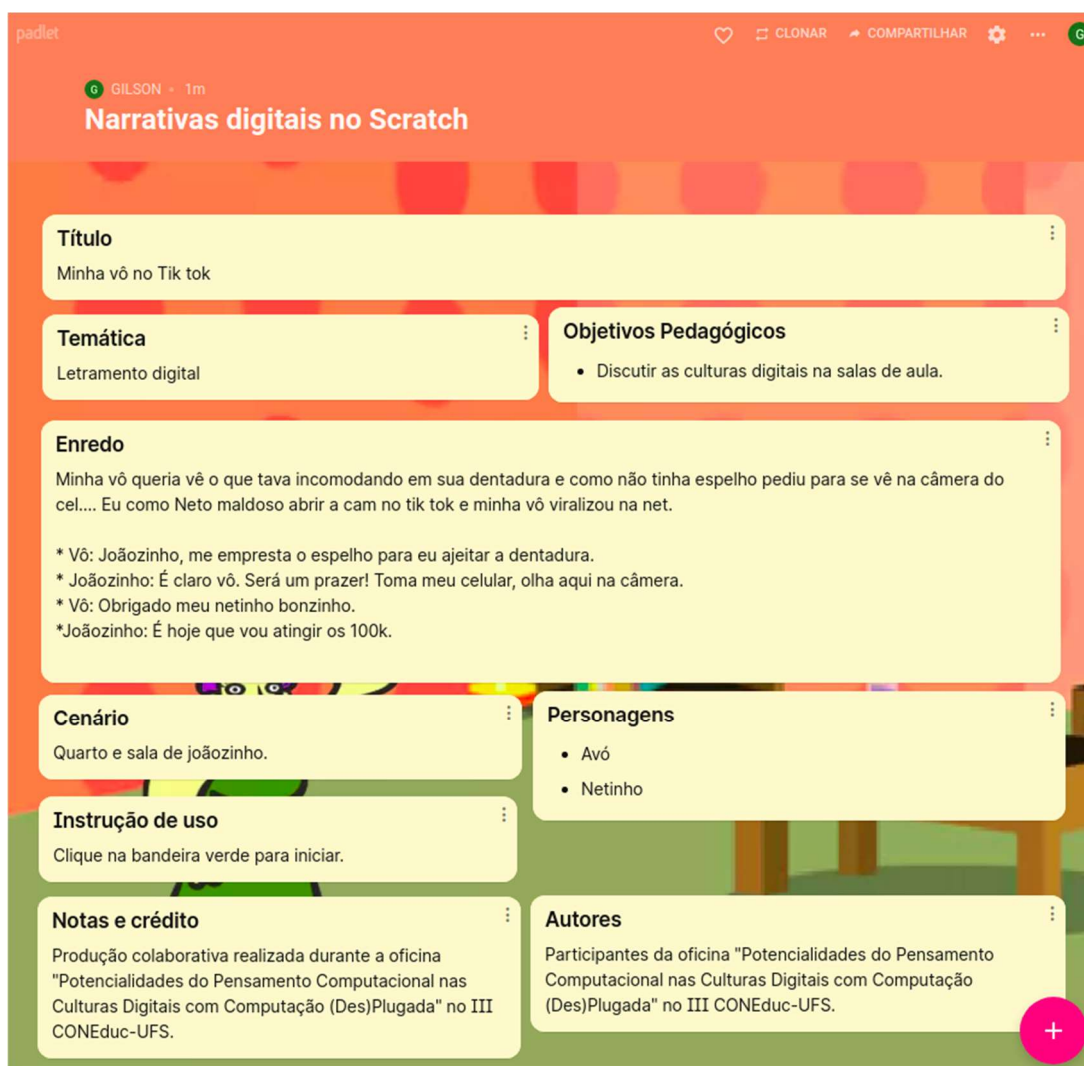 padlet
CLONAR
COMPARTILHAR
G
G GILSON • 1m
Narrativas digitais no Scratch
Título
Minha vô no Tik tok
Temática
Letramento digital
Objetivos Pedagógicos
• Discutir as culturas digitais na salas de aula.
Enredo
Minha vô queria vê o que tava incomodando em sua dentadura e como não tinha espelho pediu para se vê na câmera do
cel.... Eu como Neto maldoso abrir a cam no tik tok e minha vô viralizou na net.
* Vô: Joãozinho, me empresta o espelho para eu ajeitar a dentadura.
* Joãozinho: É claro vô. Será um prazer! Toma meu celular, olha aqui na câmera.
* Vô: Obrigado meu netinho bonzinho.
*Joãozinho: É hoje que vou atingir os 100k.
Cenário
Quarto e sala de joãozinho.
Personagens
• Avó
• Netinho
Instrução de uso
Clique na bandeira verde para iniciar.
Notas e crédito
Produção colaborativa realizada durante a oficina
"Potencialidades do Pensamento Computacional nas
Culturas Digitais com Computação (Des)Plugada" no III
CONEduc-UFS.
Autores
Participantes da oficina "Potencialidades do Pensamento
Computacional nas Culturas Digitais com Computação
(Des)Plugada" no III CONEduc-UFS.